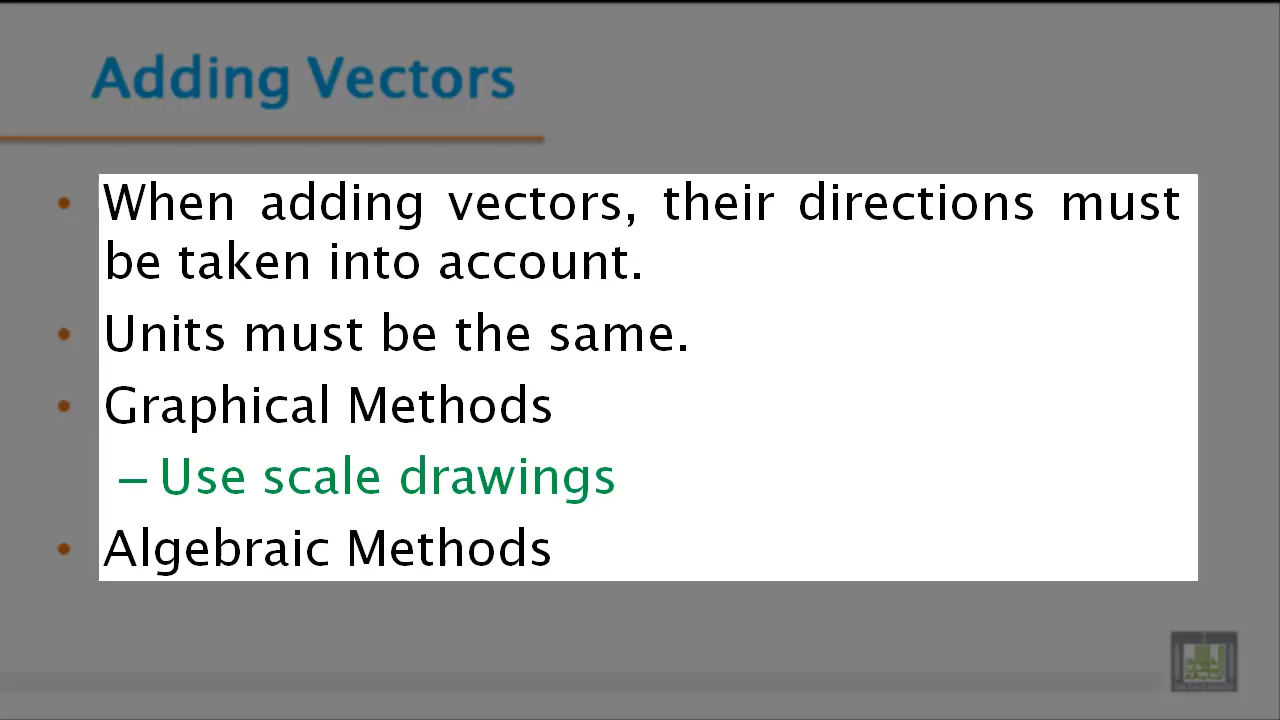 Adding Vectors
• When adding vectors, their directions must
be taken into account.
• Units must be the same.
• Graphical Methods
– Use scale drawings
• Algebraic Methods